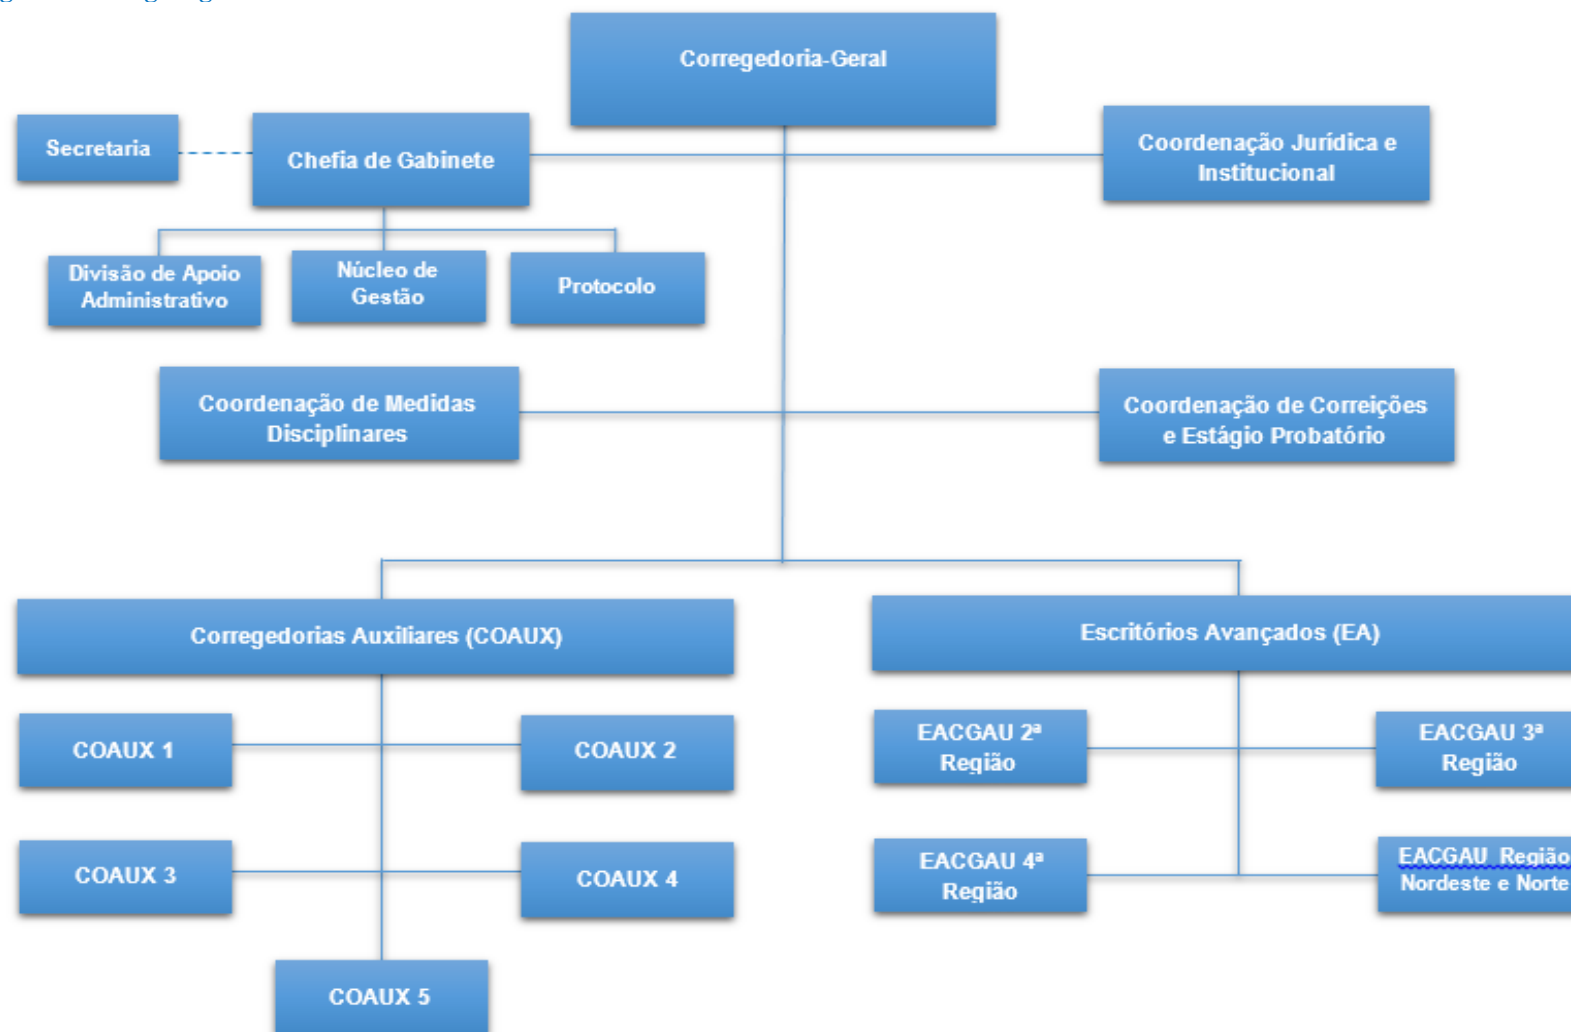 Corregedoria-Geral
Secretaria
Chefia de Gabinete
Coordenação Jurídica e
Institucional
Divisão de Apoio
Administrativo
Núcleo de
Gestão
Protocolo
Coordenação de Medidas
Disciplinares
Coordenação de Correições
e Estágio Probatório
Corregedorias Auxiliares (COAUX)
Escritórios Avançados (EA)
COAUX 1
COAUX 2
EACGAU 2ª
Região
EACGAU 3ª
Região
COAUX 3
COAUX 4
EACGAU 4ª
Região
EACGAU Região
Nordeste e Norte
COAUX 5